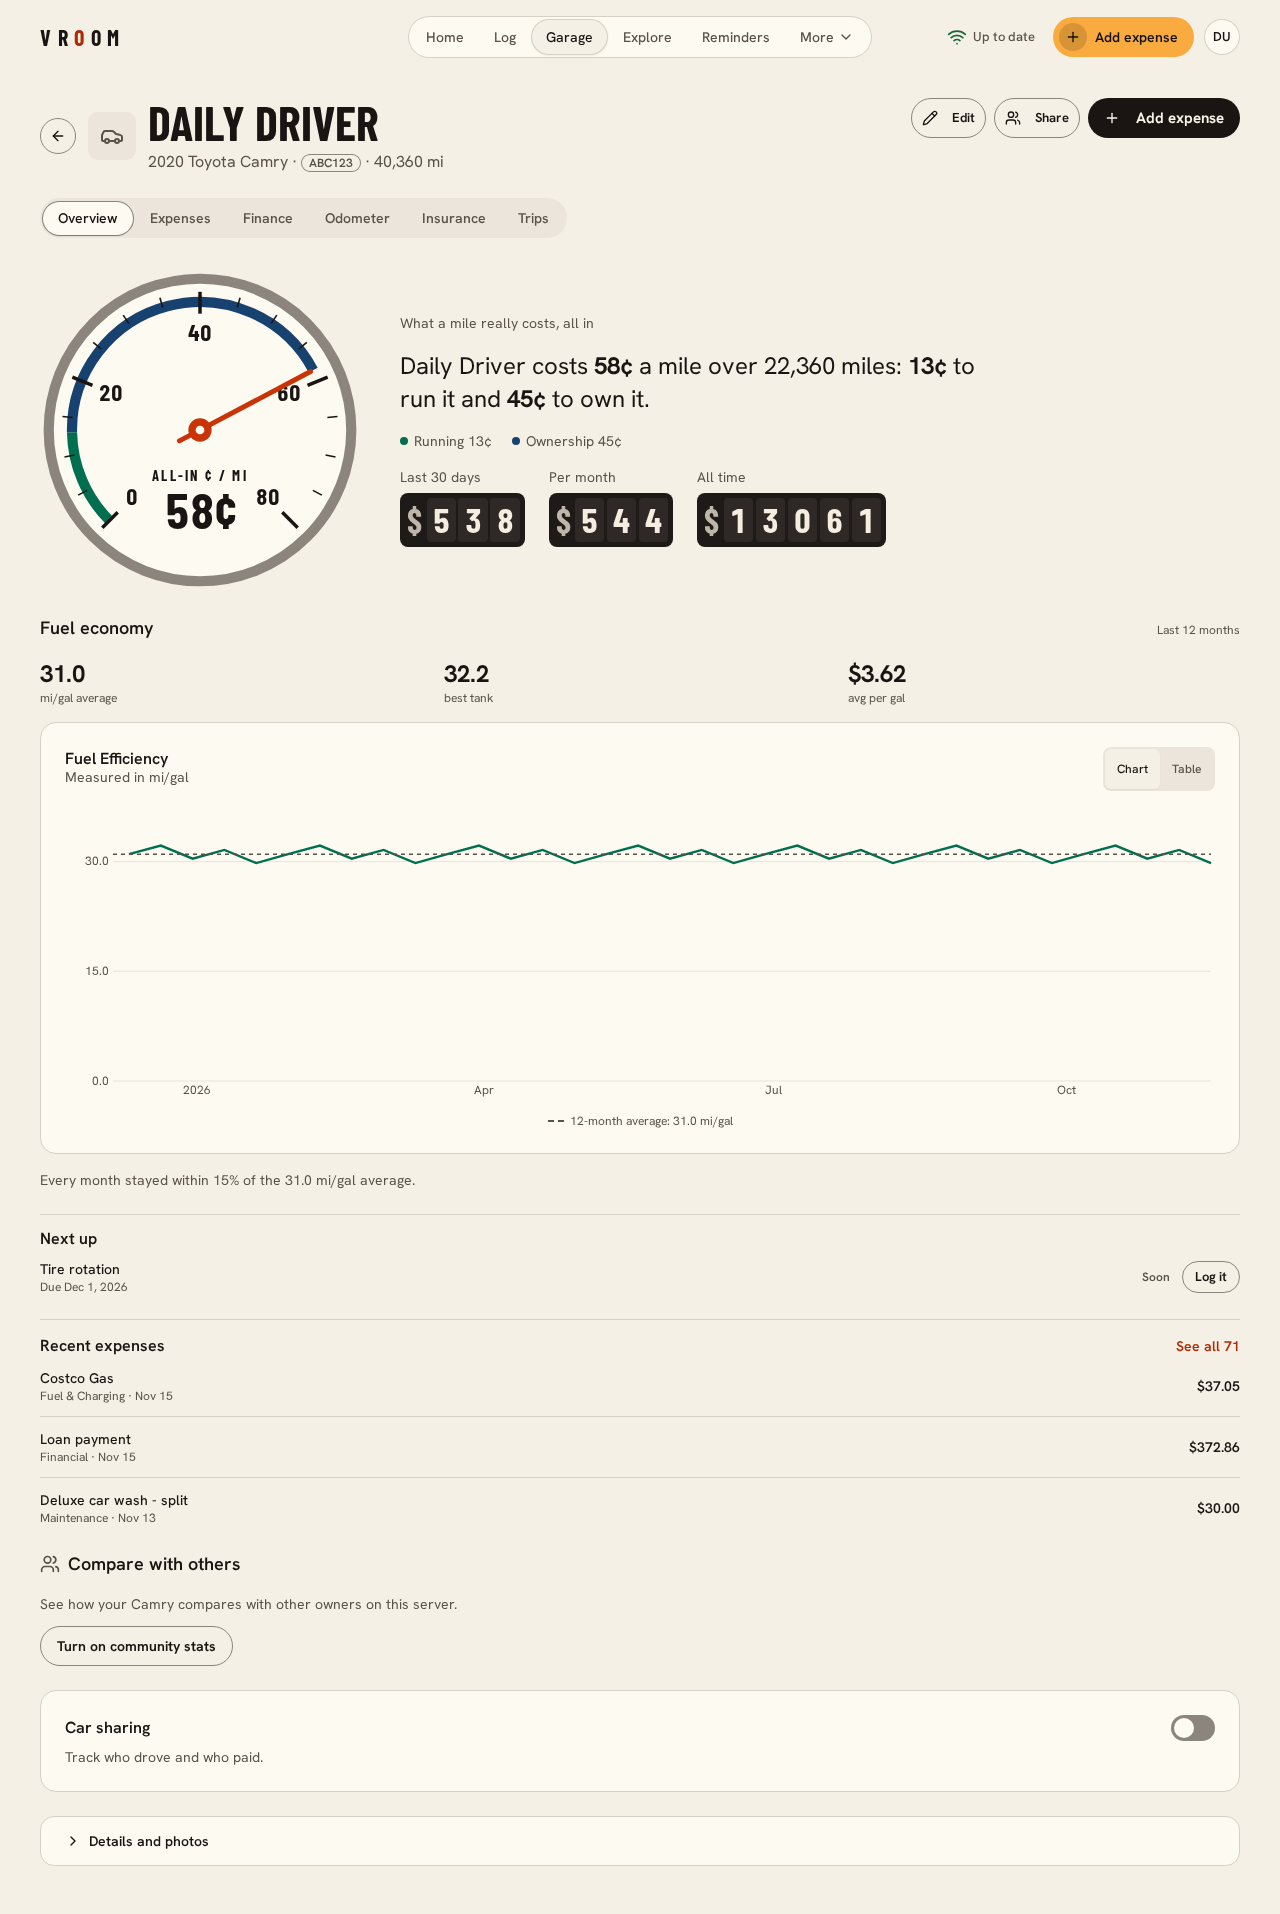 VROOM
Home Log Garage Explore Reminders More
Up to date
Add expense
DU
DAILY DRIVER
2020 Toyota Camry · ABC123 · 40,360 mi
Edit
Share
Add expense
Overview Expenses Finance Odometer Insurance Trips
0
20
40
60
80
ALL-IN ¢ / MI
58¢
What a mile really costs, all in
Daily Driver costs 58¢ a mile over 22,360 miles: 13¢ to
run it and 45¢ to own it.
Running 13¢ Ownership 45¢
Last 30 days Per month All time
$538 $544 $13061
Fuel economy
Last 12 months
31.0 32.2 $3.62
mi/gal average best tank avg per gal
Fuel Efficiency
Measured in mi/gal
Chart Table
30.0
15.0
0.0
2026 Apr Jul Oct
12-month average: 31.0 mi/gal
Every month stayed within 15% of the 31.0 mi/gal average.
Next up
Tire rotation
Due Dec 1, 2026
Soon
Log it
Recent expenses
See all 71
Costco Gas
Fuel & Charging · Nov 15
$37.05
Loan payment
Financial · Nov 15
$372.86
Deluxe car wash - split
Maintenance · Nov 13
$30.00
Compare with others
See how your Camry compares with other owners on this server.
Turn on community stats
Car sharing
Track who drove and who paid.
Details and photos